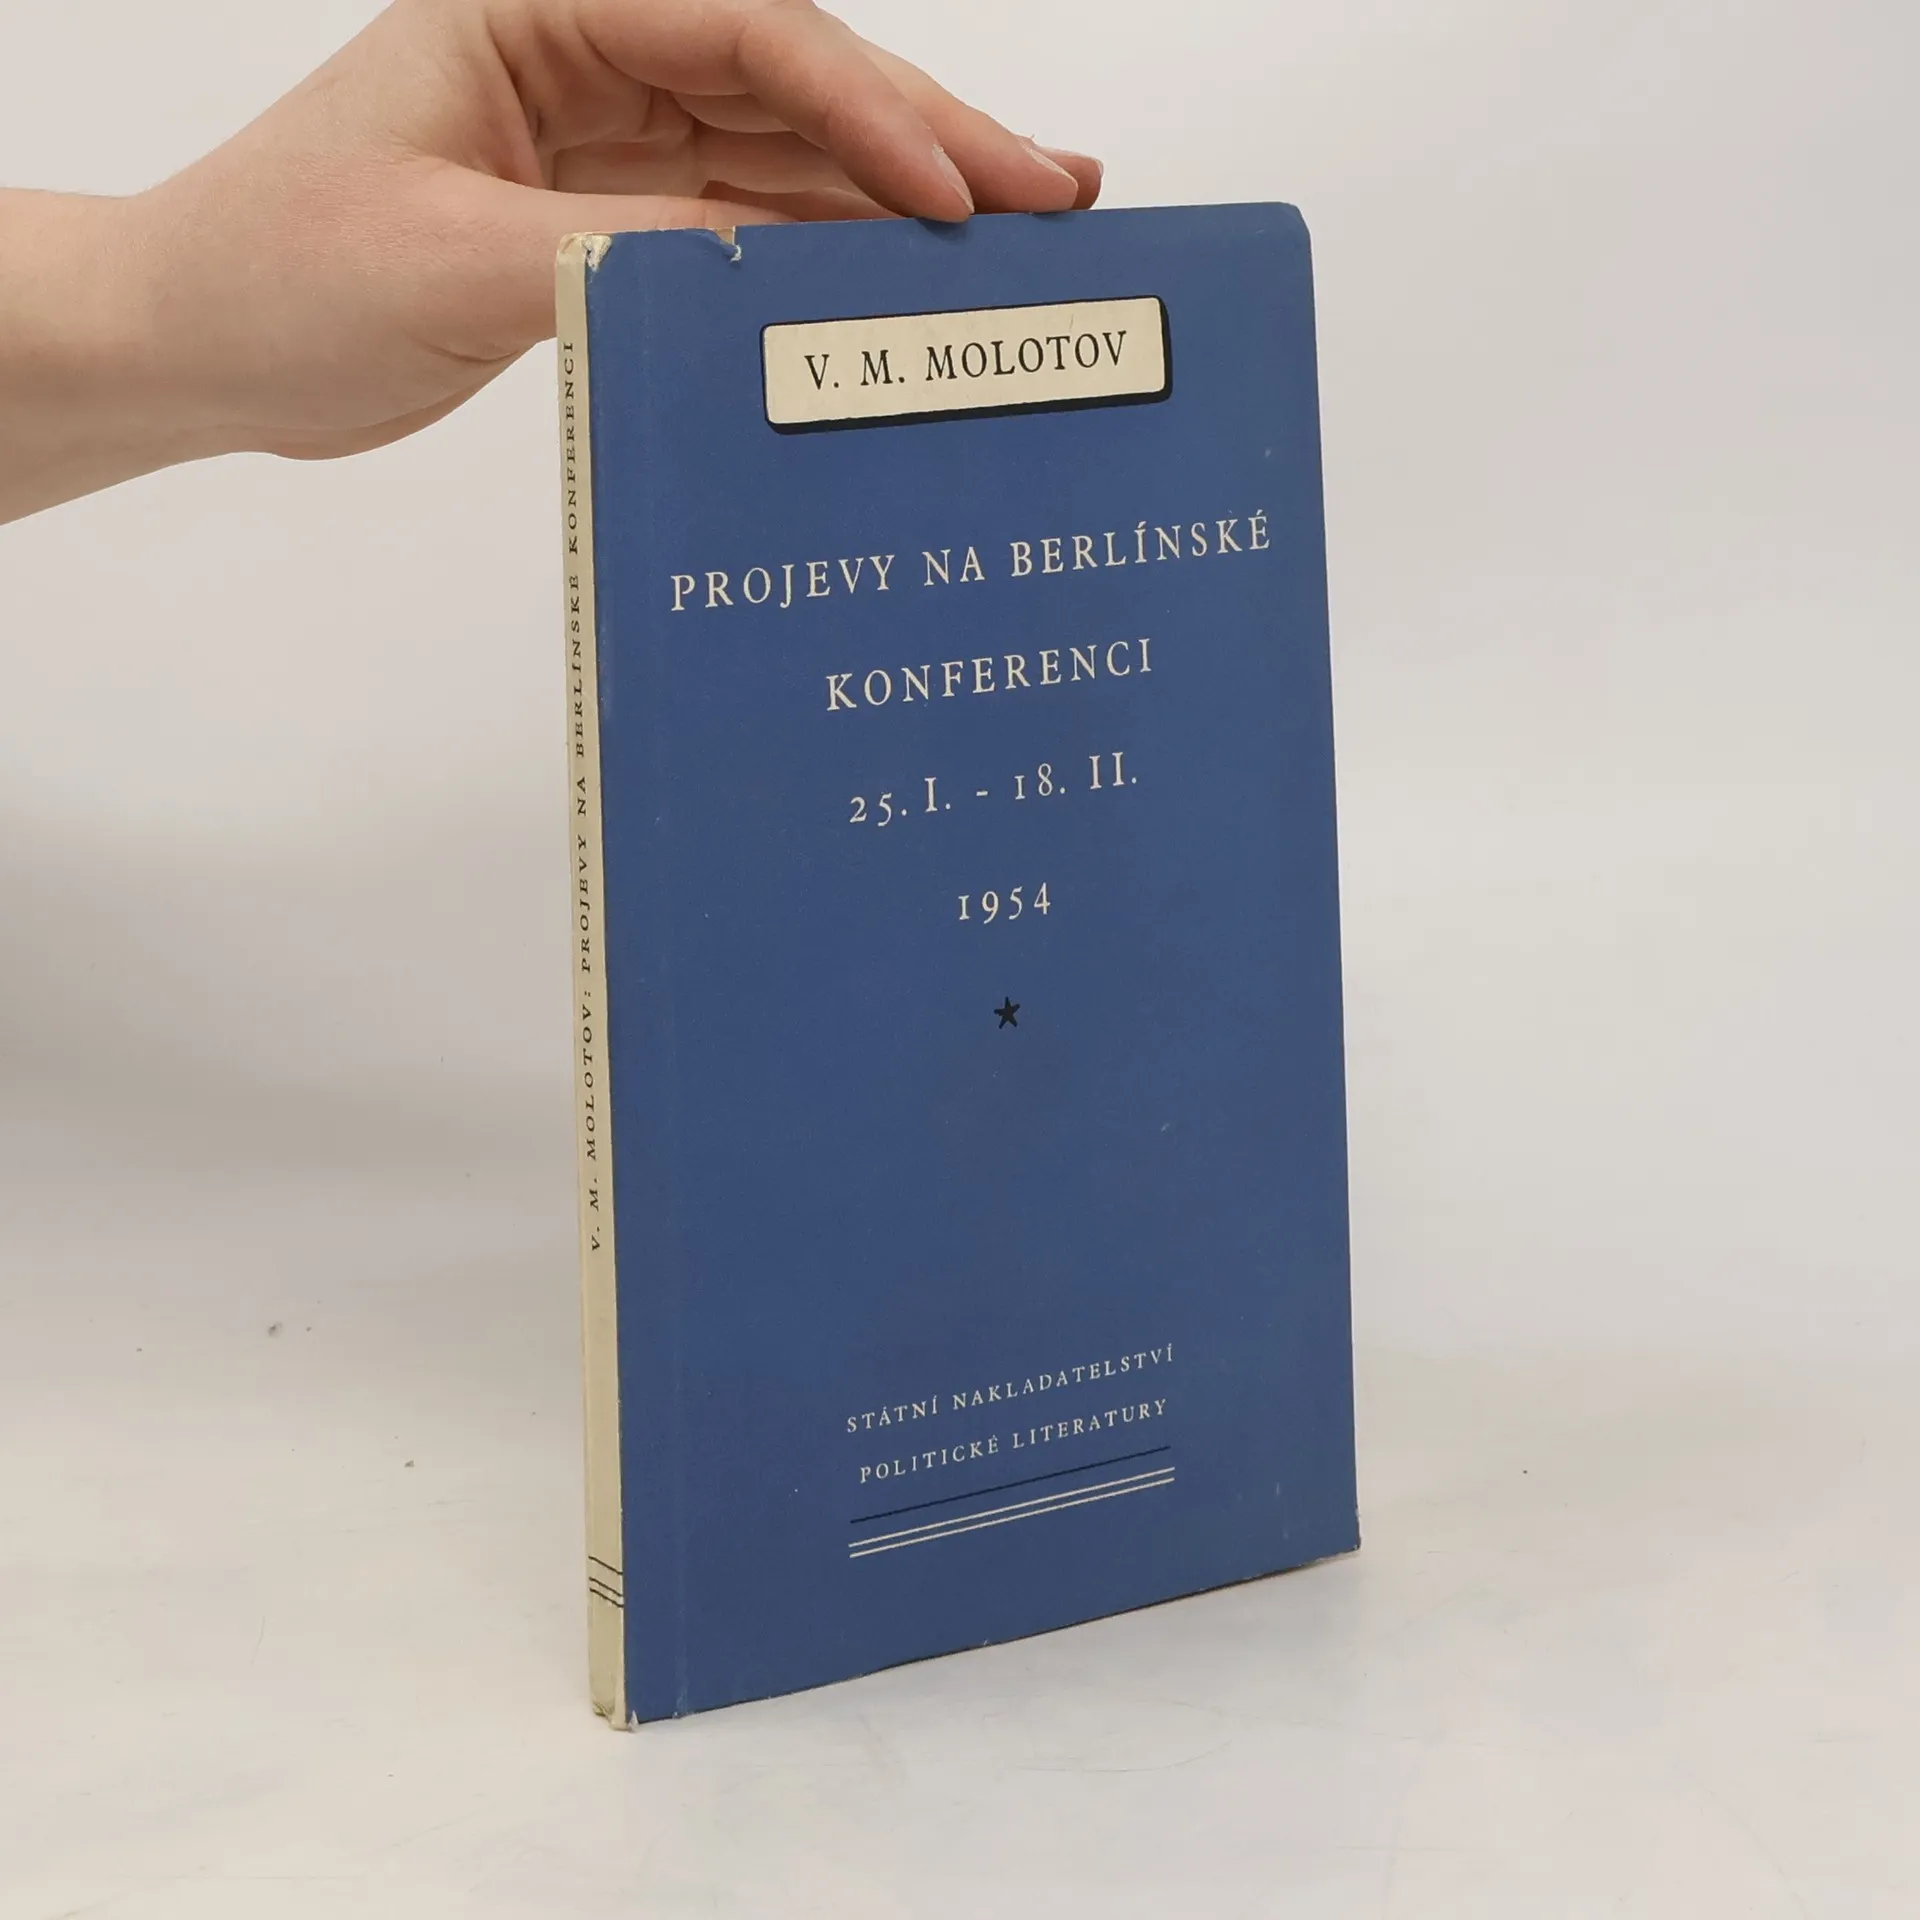 V. M. MOLOTOV
PROJEVY NA BERLÍNSKÉ
KONFERENCI
25. I. - 18. II.
1954
STÁTNÍ NAKLADATELSTVÍ
POLITICKÉ LITERATURY
V. M. MOLOTOV: PROJEVY NA BERLÍNSKÉ KONFERENCI